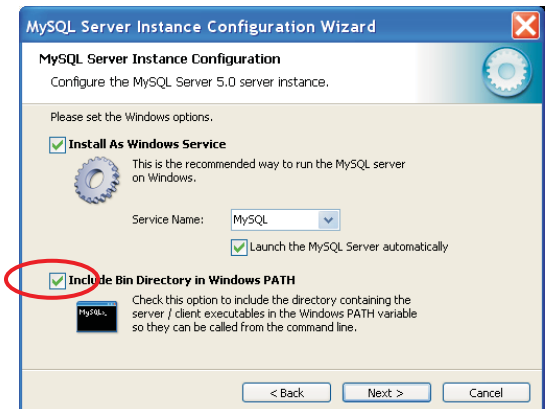 MySQL Server Instance Configuration Wizard
MySQL Server Instance Configuration
Configure the MySQL Server 5.0 server instance.
Please set the Windows options.
Install As Windows Service
This is the recommended way to run the MySQL server
on Windows.
Service Name: MySQL
Launch the MySQL Server automatically
Include Bin Directory in Windows PATH
MySQL>_
Check this option to include the directory containing the
server / client executables in the Windows PATH variable
so they can be called from the command line.
< Back Next > Cancel